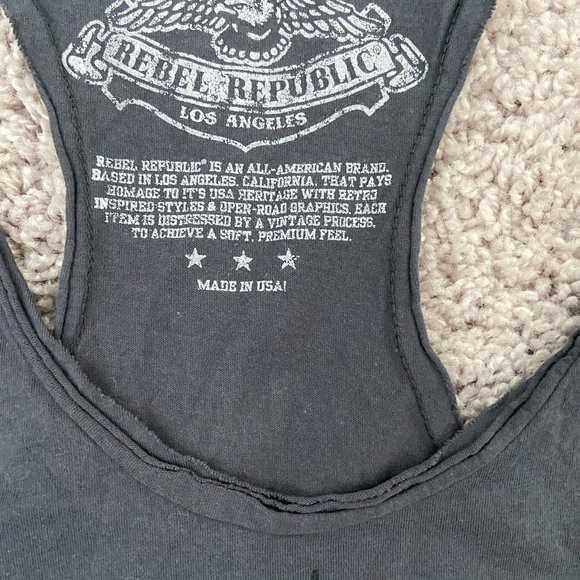 REBEL REPUBLIC®
LOS ANGELES
REBEL REPUBLIC® IS AN ALL-AMERICAN BRAND.
BASED IN LOS ANGELES, CALIFORNIA, THAT PAYS
HOMAGE TO IT'S USA HERITAGE WITH RETRO
INSPIRED STYLES & OPEN-ROAD GRAPHICS. EACH
ITEM IS DISTRESSED BY A VINTAGE PROCESS,
TO ACHIEVE A SOFT, PREMIUM FEEL.
MADE IN USA!